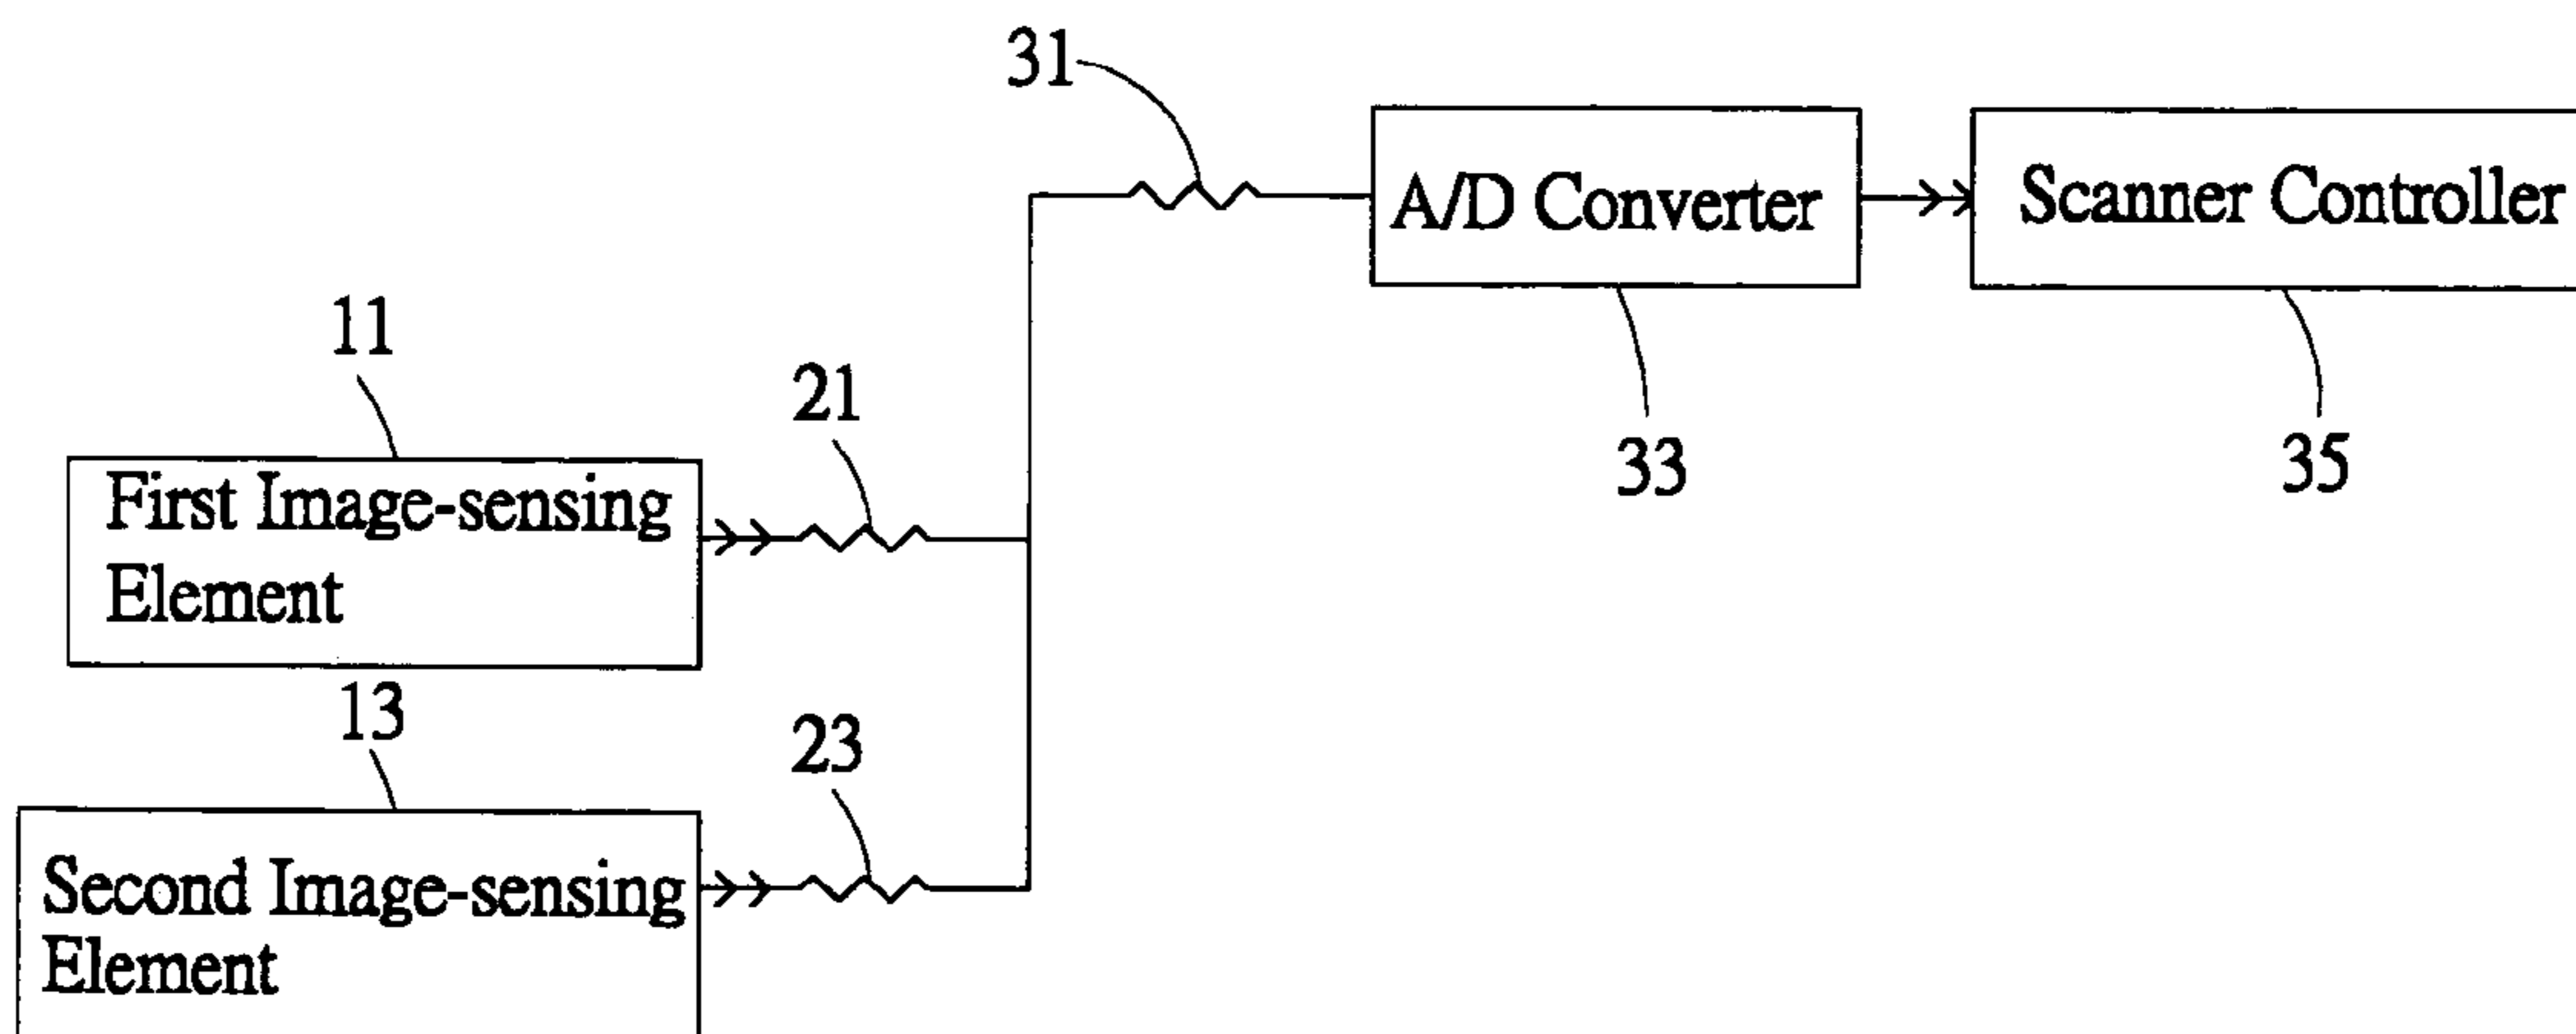 31
A/D Converter
Scanner Controller
33
35
11
21
First Image-sensing
Element
13
23
Second Image-sensing
Element